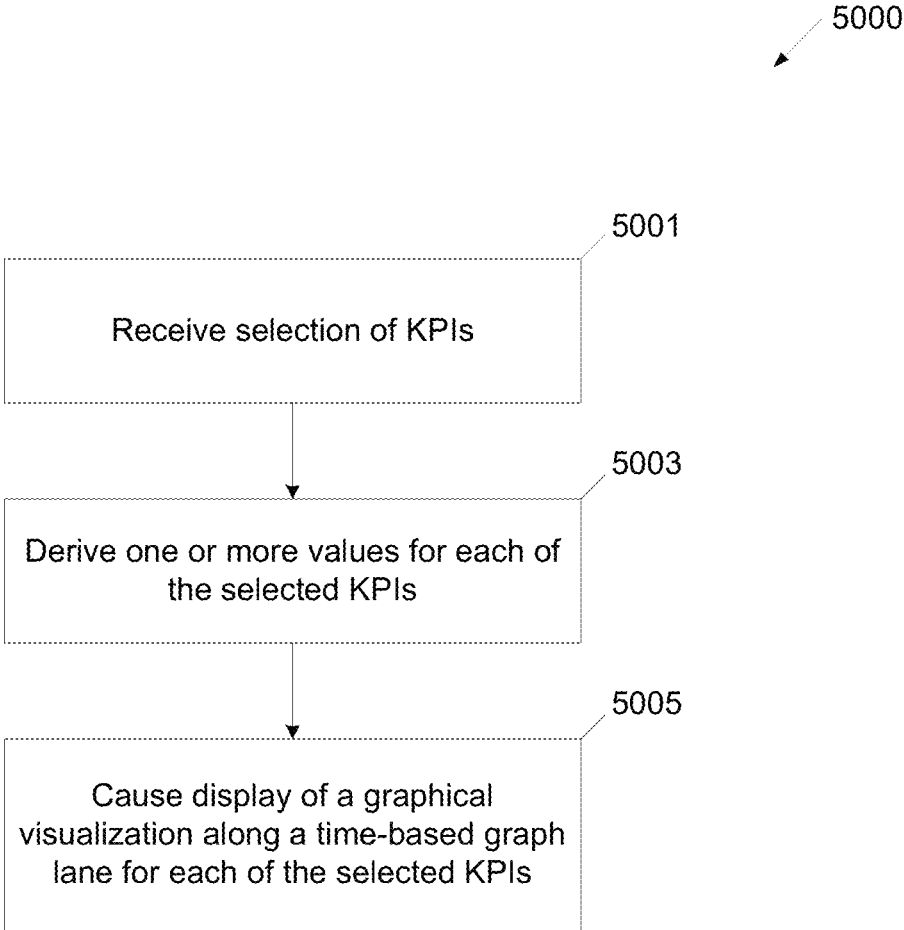 5000
5001
Receive selection of KPIs
5003
Derive one or more values for each of
the selected KPIs
5005
Cause display of a graphical
visualization along a time-based graph
lane for each of the selected KPIs